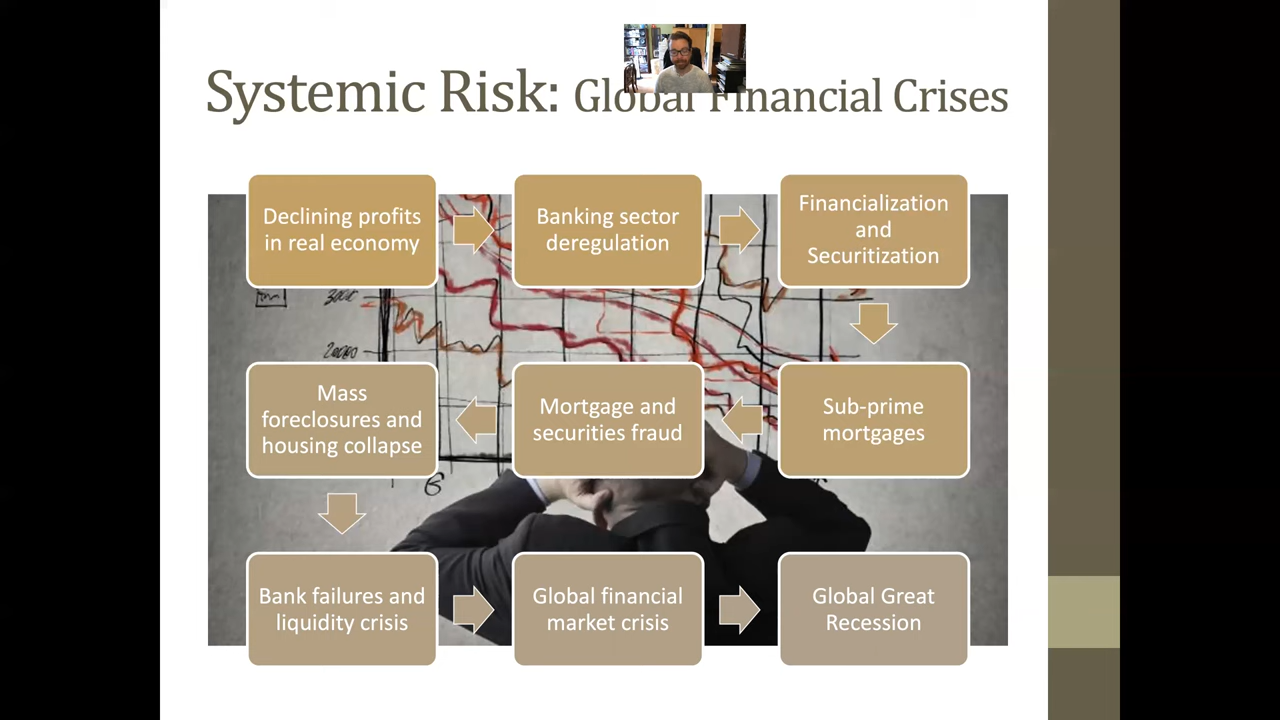 Systemic Risk: Global Financial Crises
Declining profits
in real economy
Banking sector
deregulation
Financialization
and
Securitization
Sub-prime
mortgages
Mortgage and
securities fraud
Mass
foreclosures and
housing collapse
Bank failures and
liquidity crisis
Global financial
market crisis
Global Great
Recession
3000
6